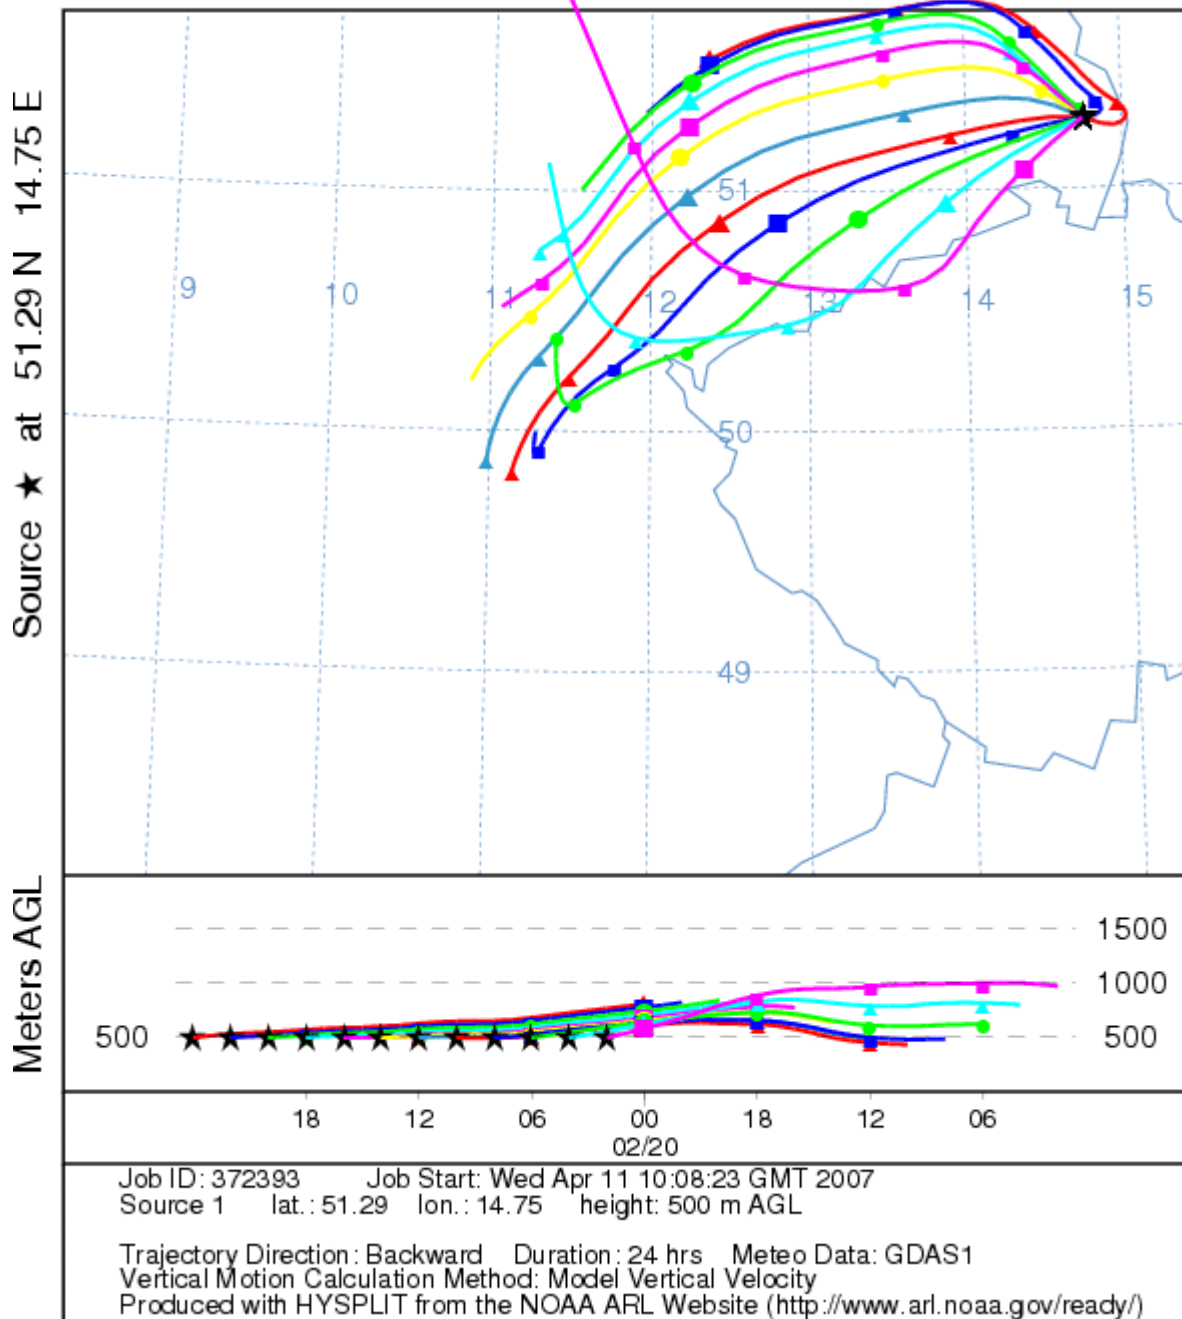 Source ★ at 51.29 N 14.75 E
51
9 10 11 12 13 14 15
50
49
Meters AGL
1500
1000
500 500
18 12 06 00 18 12 06
02/20
Job ID: 372393 Job Start: Wed Apr 11 10:08:23 GMT 2007
Source 1 lat.: 51.29 lon.: 14.75 height: 500 m AGL
Trajectory Direction: Backward Duration: 24 hrs Meteo Data: GDAS1
Vertical Motion Calculation Method: Model Vertical Velocity
Produced with HYSPLIT from the NOAA ARL Website (http://www.arl.noaa.gov/ready/)